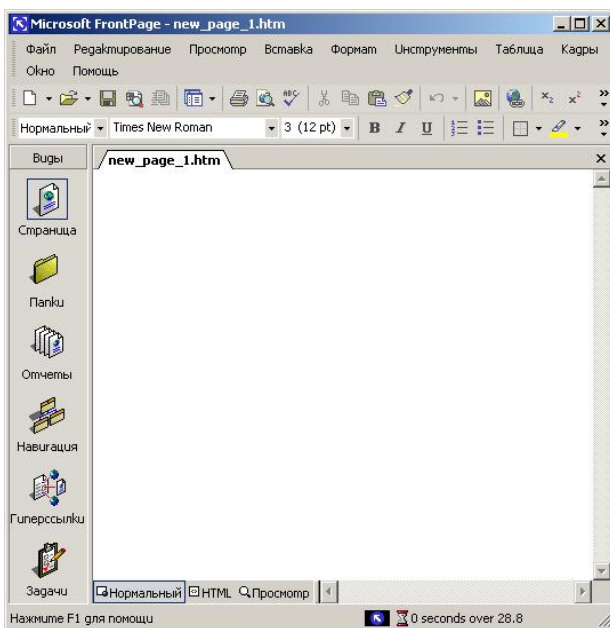 Microsoft FrontPage - new_page_1.htm
Файл Редактирование Просмотр Вставка Формат Инструменты Таблица Кадры
Окно Помощь
Нормальный Times New Roman 3 (12 pt) B I U
Виды
new_page_1.htm
Страница
Папки
Отчеты
Навигация
Гиперссылки
Задачи
Нормальный HTML Просмотр
Нажмите F1 для помощи 0 seconds over 28.8